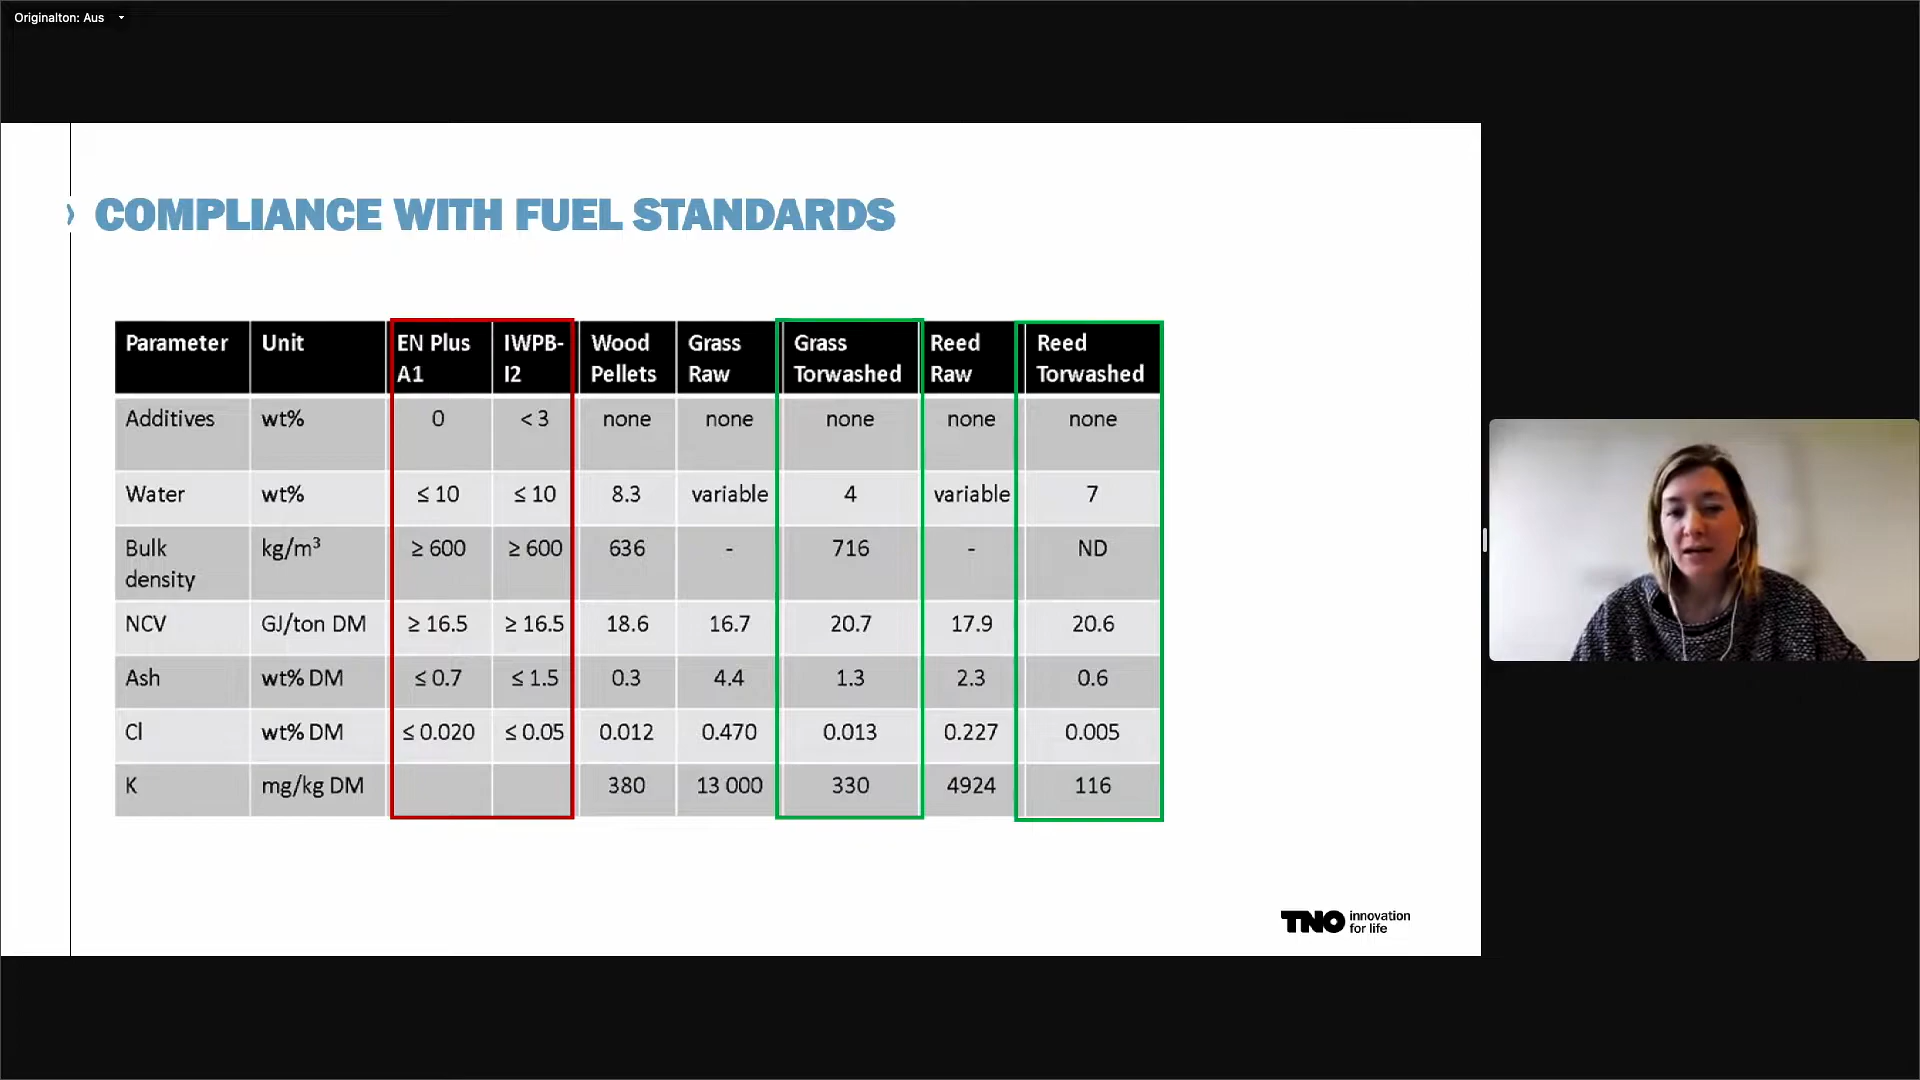 Originalton: Aus
COMPLIANCE WITH FUEL STANDARDS
Parameter Unit EN Plus A1 IWPB-I2 Wood Pellets Grass Raw Grass Torwashed Reed Raw Reed Torwashed
Additives wt% 0 < 3 none none none none none
Water wt% ≤ 10 ≤ 10 8.3 variable 4 variable 7
Bulk density kg/m³ ≥ 600 ≥ 600 636 - 716 - ND
NCV GJ/ton DM ≥ 16.5 ≥ 16.5 18.6 16.7 20.7 17.9 20.6
Ash wt% DM ≤ 0.7 ≤ 1.5 0.3 4.4 1.3 2.3 0.6
Cl wt% DM ≤ 0.020 ≤ 0.05 0.012 0.470 0.013 0.227 0.005
K mg/kg DM 380 13 000 330 4924 116
TNO innovation
for life